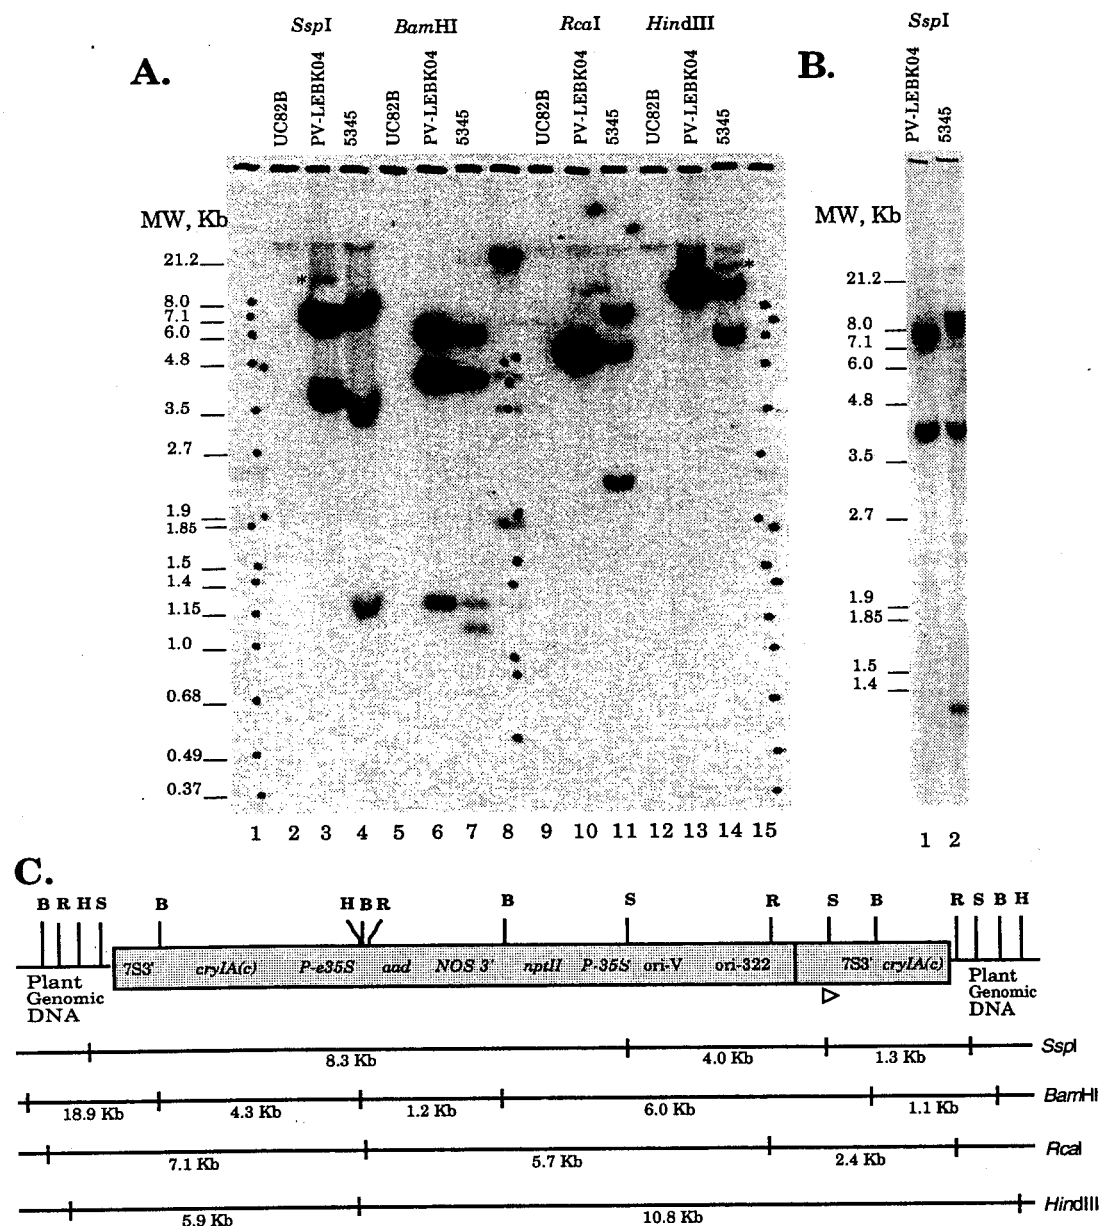 SspI BamHI RcaI HindIII SspI
A. B.
UC82B PV-LEBK04 5345 UC82B PV-LEBK04 5345 UC82B PV-LEBK04 5345 UC82B PV-LEBK04 5345
PV-LEBK04 5345
MW, Kb
21.2
*
8.0
7.1
6.0
4.8
3.5
2.7
1.9
1.85
1.5
1.4
1.15
1.0
0.68
0.49
0.37
*
1 2 3 4 5 6 7 8 9 10 11 12 13 14 15
MW, Kb
21.2
8.0
7.1
6.0
4.8
3.5
2.7
1.9
1.85
1.5
1.4
1 2
C.
B R H S B H B R B S R S B R S B H
7S3' cryIA(c) P-e35S aad NOS 3' nptII P-35S ori-V ori-322 7S3' cryIA(c)
Plant
Genomic
DNA
Plant
Genomic
DNA
8.3 Kb 4.0 Kb 1.3 Kb SspI
18.9 Kb 4.3 Kb 1.2 Kb 6.0 Kb 1.1 Kb BamHI
7.1 Kb 5.7 Kb 2.4 Kb RcaI
5.9 Kb 10.8 Kb HindIII